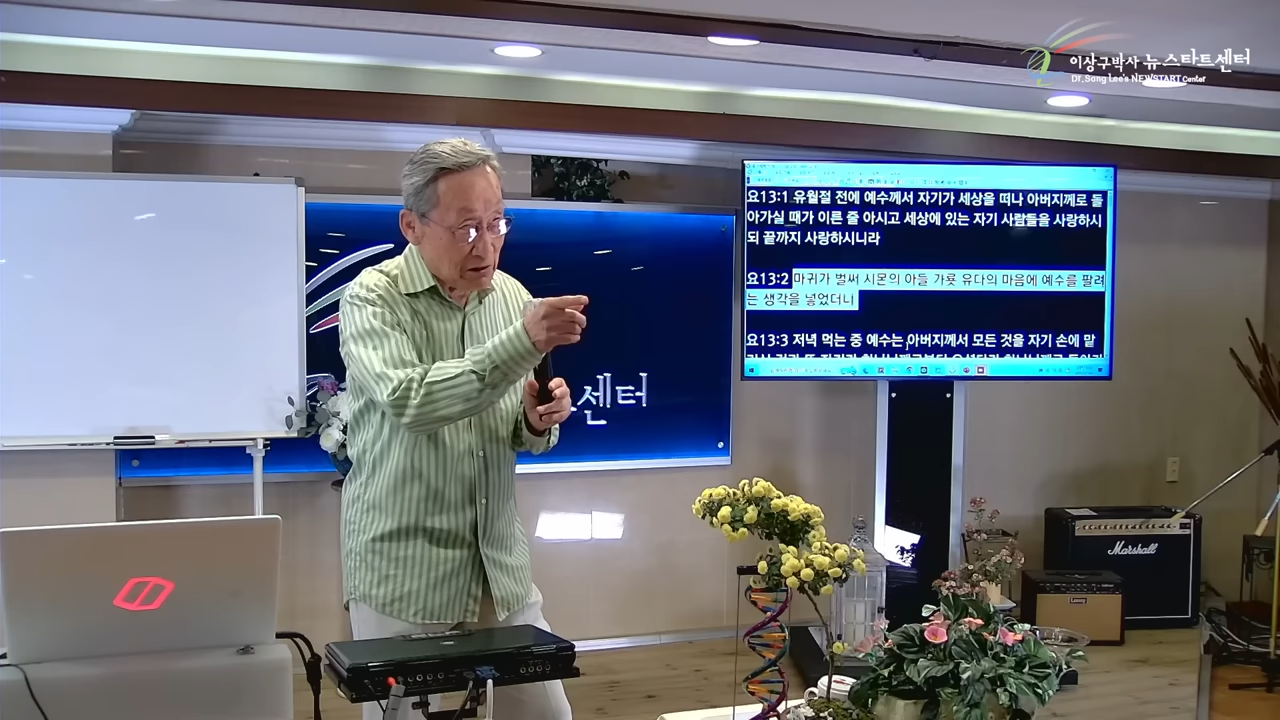 이상구박사 뉴스타트센터
Dr. Sang Lee's NEWSTART Center
요13:1 유월절 전에 예수께서 자기가 세상을 떠나 아버지께로 돌
아가실 때가 이른 줄 아시고 세상에 있는 자기 사람들을 사랑하시
되 끝까지 사랑하시니라
요13:2 마귀가 벌써 시몬의 아들 가룟 유다의 마음에 예수를 팔려
는 생각을 넣었더니
요13:3 저녁 먹는 중 예수는 아버지께서 모든 것을 자기 손에 맡
센터
Marshall
Laney